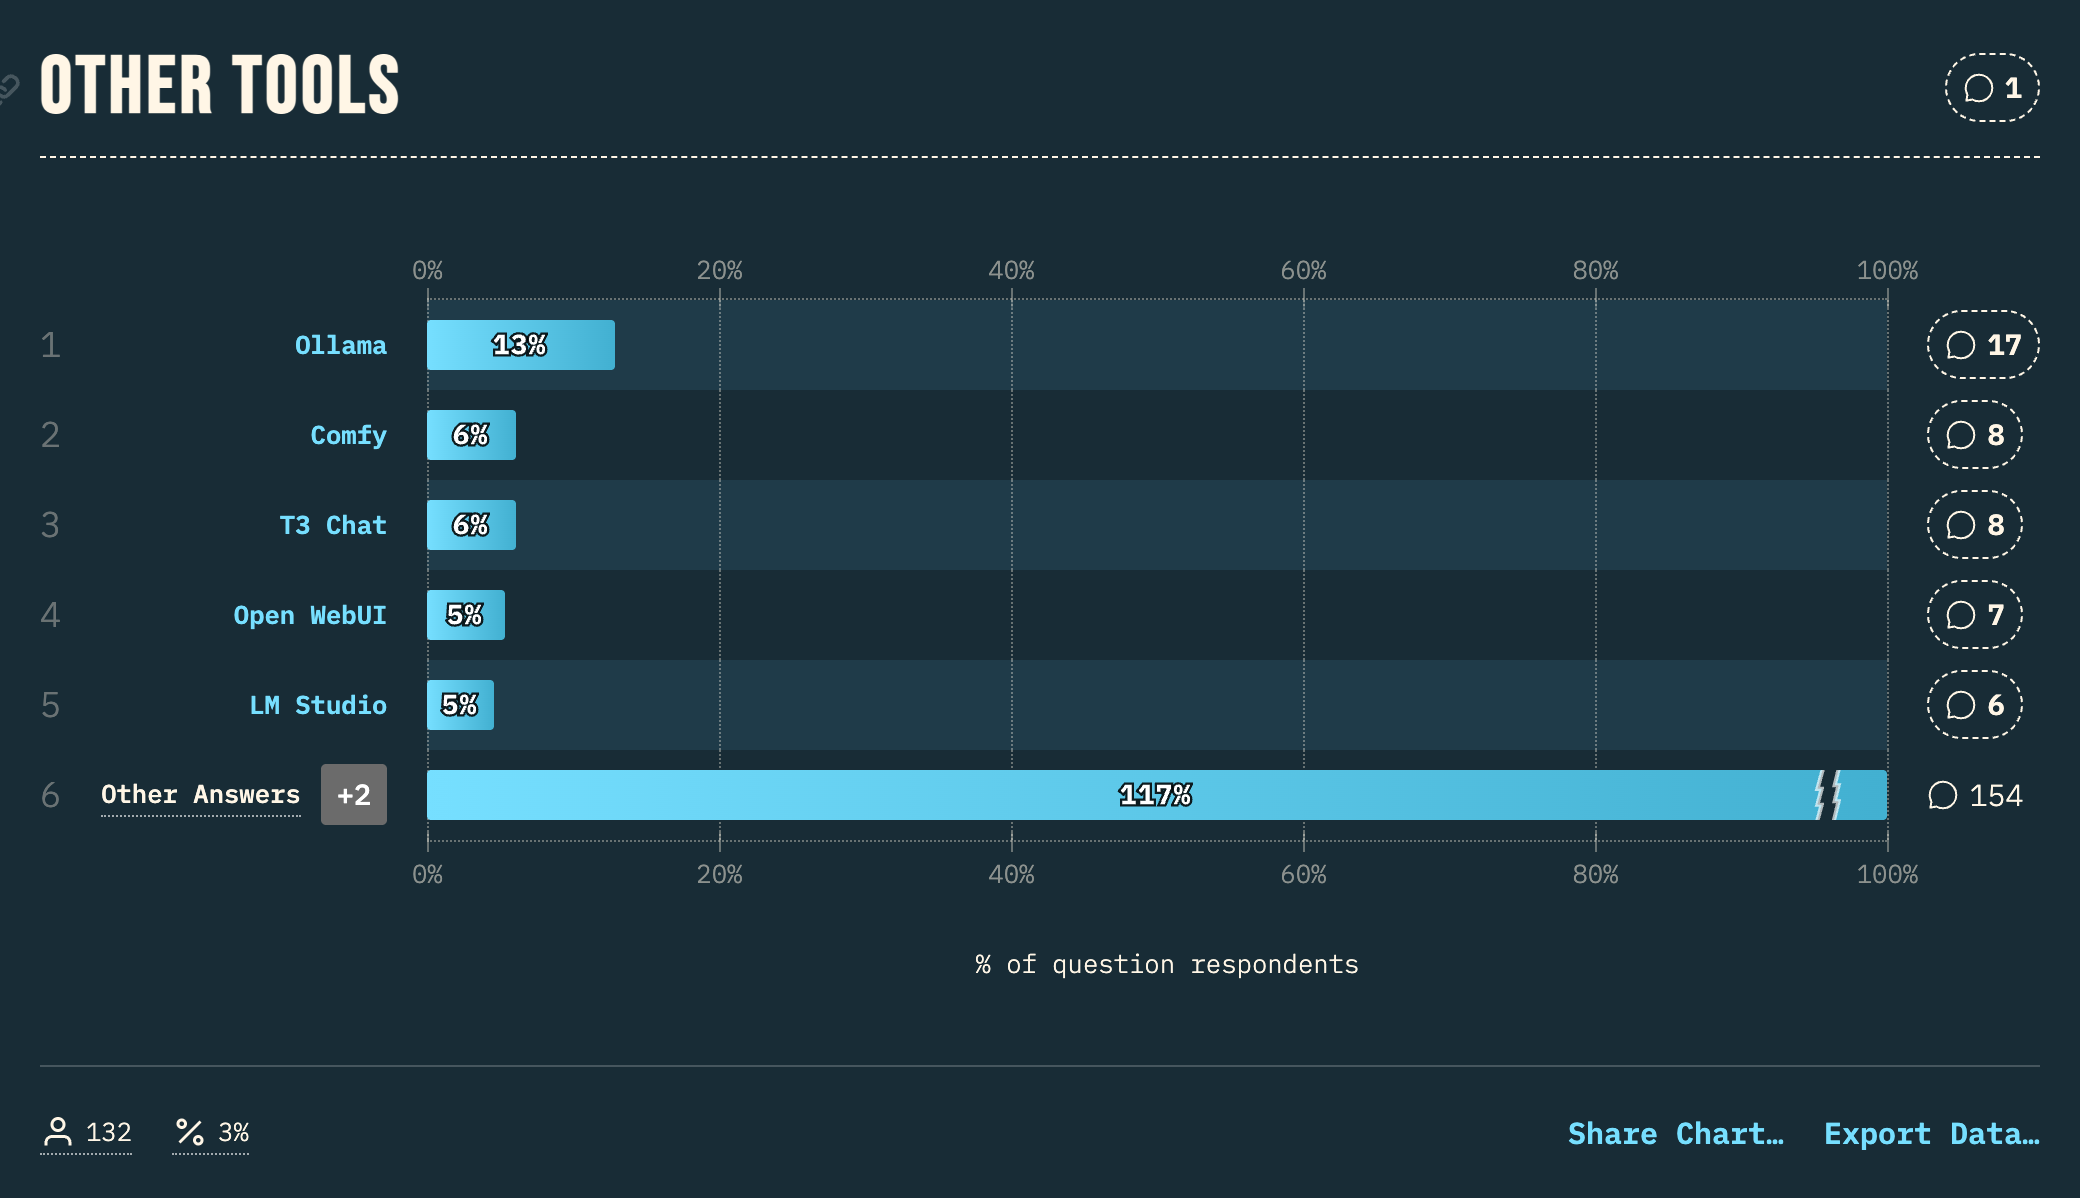 OTHER TOOLS
1
0% 20% 40% 60% 80% 100%
1 Ollama 13% 17
2 Comfy 6% 8
3 T3 Chat 6% 8
4 Open WebUI 5% 7
5 LM Studio 5% 6
6 Other Answers +2 117% 154
0% 20% 40% 60% 80% 100%
% of question respondents
132 3% Share Chart… Export Data…